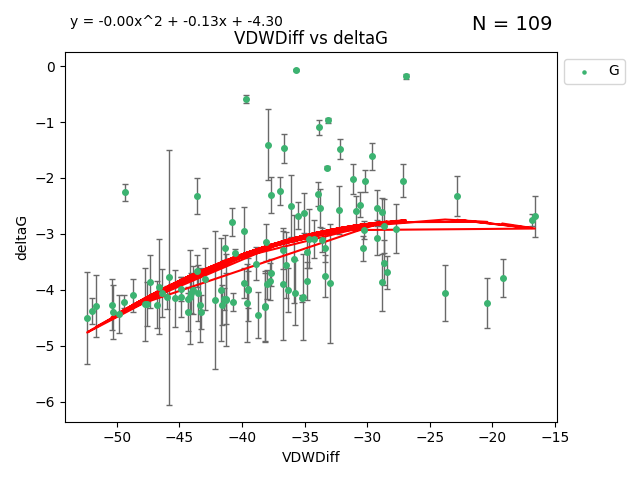 y = -0.00x^2 + -0.13x + -4.30
N = 109
VDWDiff vs deltaG
G
0
−1
−2
−3
−4
−5
−6
deltaG
−50 −45 −40 −35 −30 −25 −20 −15
VDWDiff